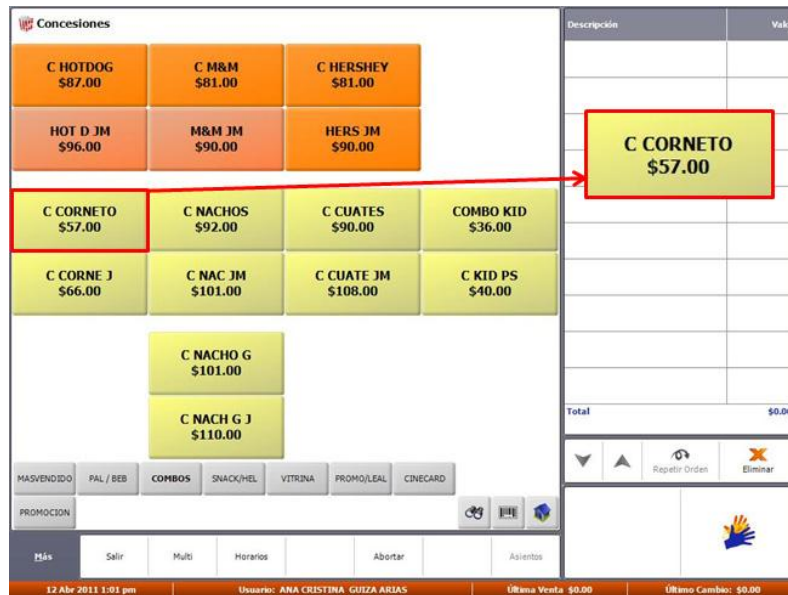 Concesiones
Descripción
C HOTDOG
$87.00
C M&M
$81.00
C HERSHEY
$81.00
HOT D JM
$96.00
M&M JM
$90.00
HERS JM
$90.00
C CORNETO
$57.00
C CORNETO
$57.00
C NACHOS
$92.00
C CUATES
$90.00
COMBO KID
$36.00
C CORNE J
$66.00
C NAC JM
$101.00
C CUATE JM
$108.00
C KID PS
$40.00
C NACHO G
$101.00
C NACH G J
$110.00
Total
$0.00
Repetir Orden
Eliminar
MASVENDIDO
PAL / BEB
COMBOS
SNACK/HEL
VITRINA
PROMO/LEAL
CINECARD
PROMOCION
Más
Salir
Multi
Horarios
Abortar
Asientos
12 Abr 2011 1:01 pm
Usuario: ANA CRISTINA GUIZA ARIAS
Última Venta $0.00
Último Cambio: $0.00